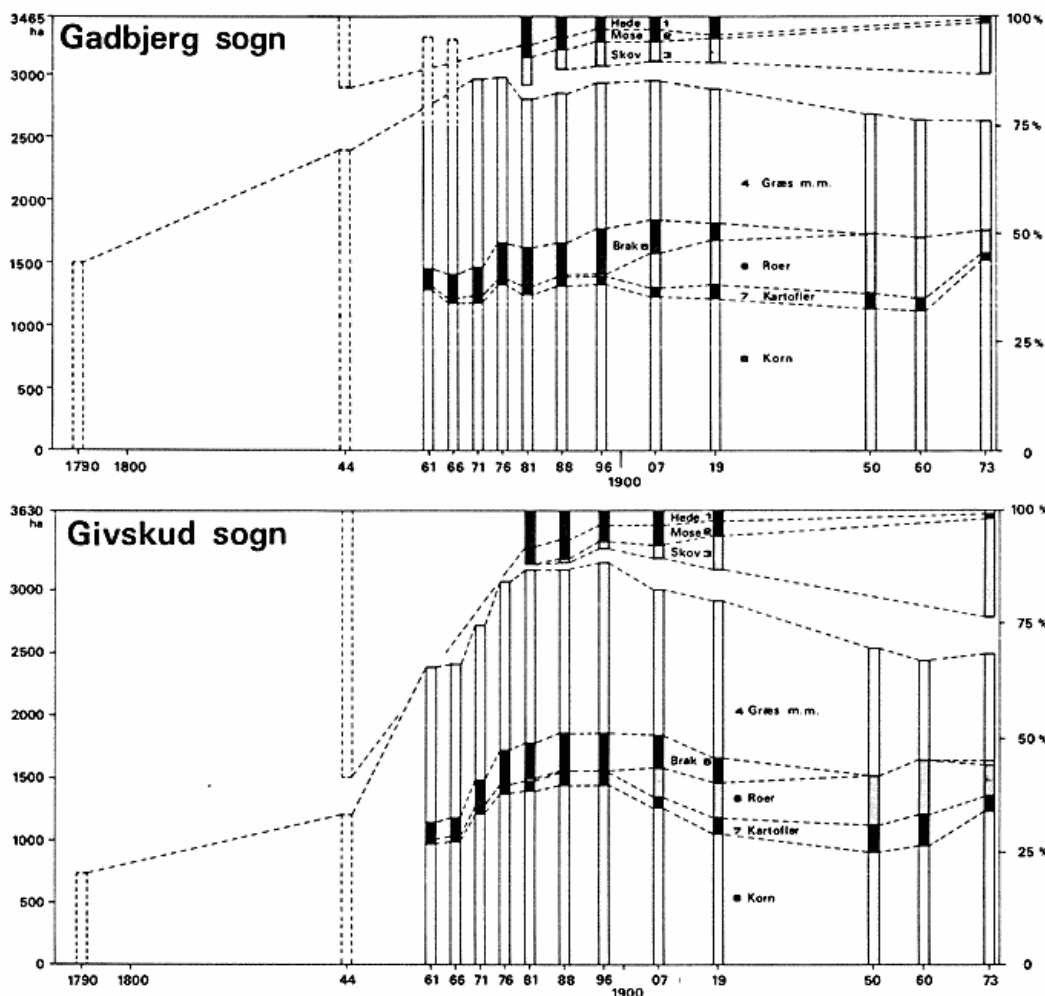 3465
ha
Gadbjerg sogn
3000
2500
2000
1500
1000
500
0
100%
75%
50%
25%
0
Hede 1
Mose
Skov 3
4 Græs m.m.
Brak
Roer
7 Kartofler
Korn
1790 1800 44 61 66 71 76 81 88 96 07 19 50 60 73
1900
3630
ha
Givskud sogn
3000
2500
2000
1500
1000
500
0
100%
75%
50%
25%
0
Hede 1
Mose
Skov 3
4 Græs m.m.
Brak
Roer
7 Kartofler
Korn
1790 1800 44 61 66 71 76 81 88 96 07 19 50 60 73
1900